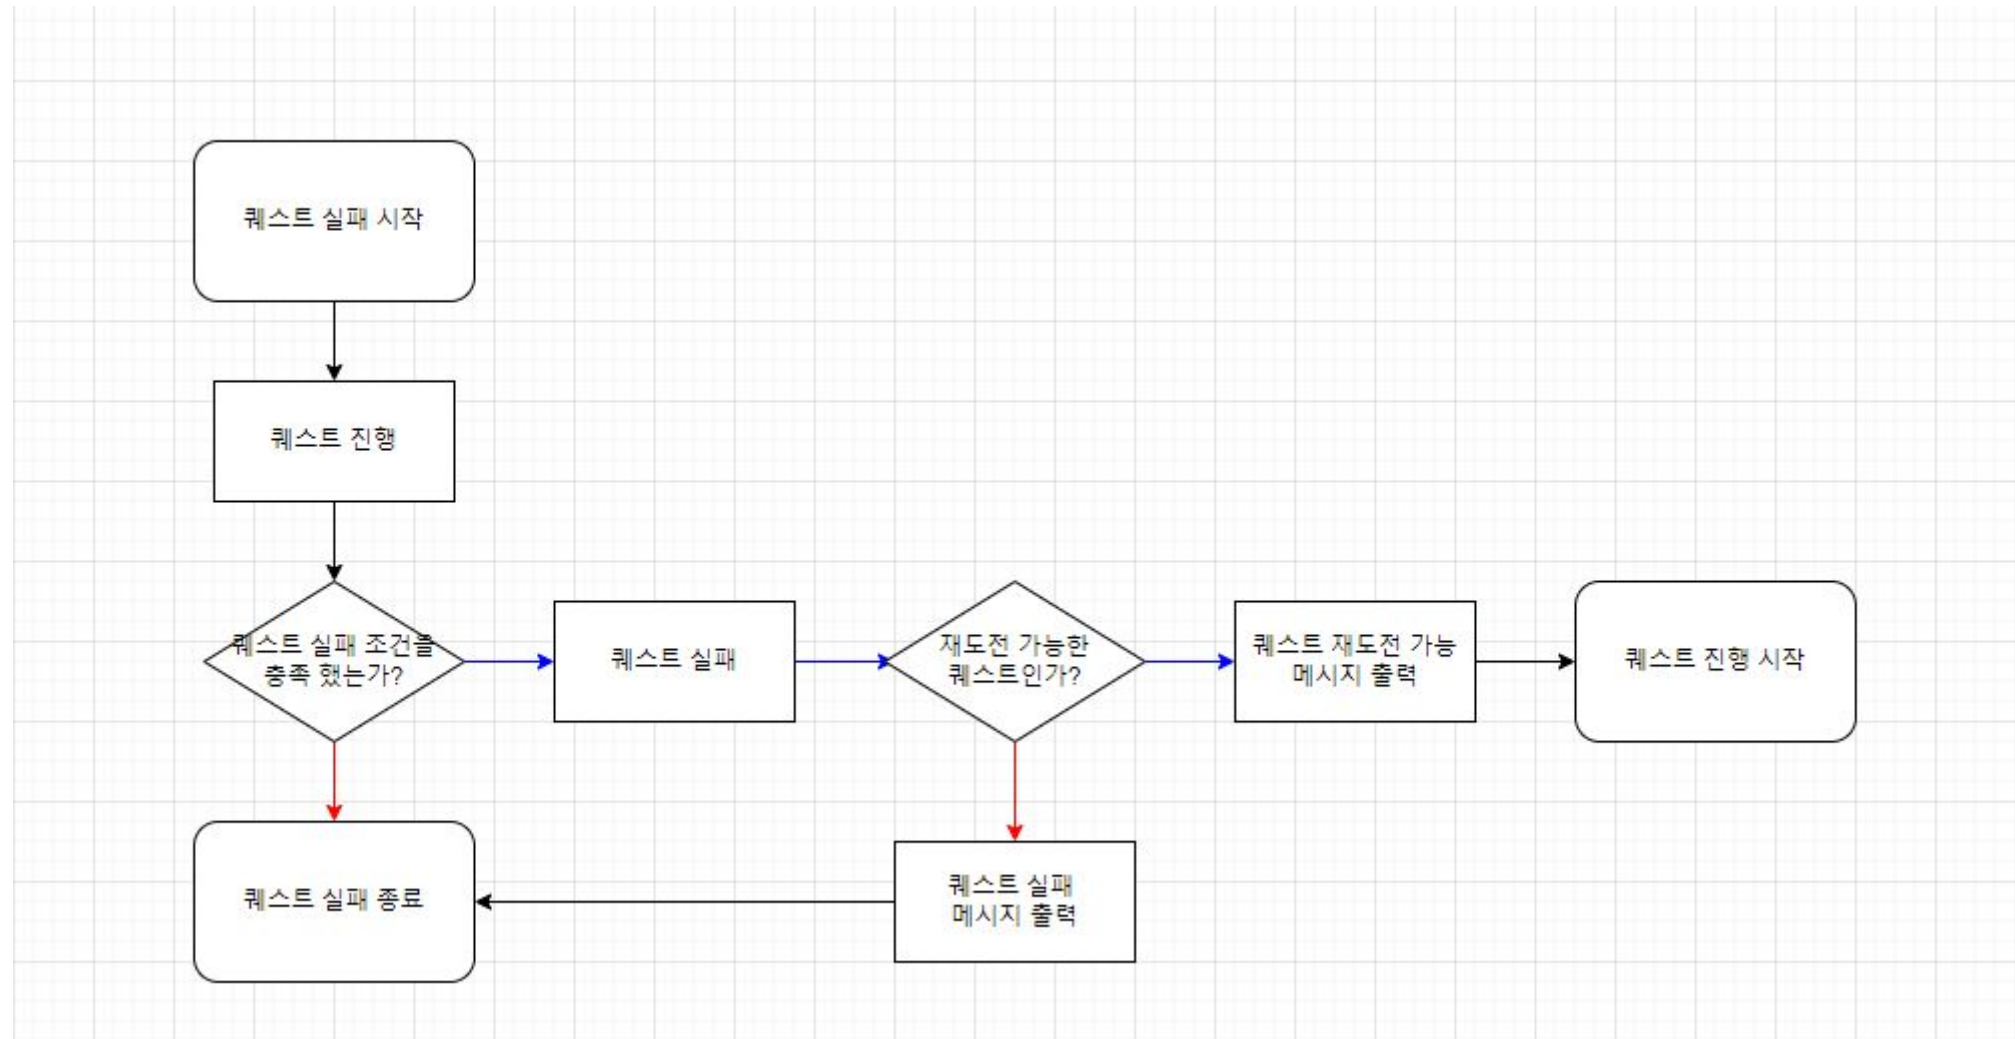 퀘스트 실패 시작
퀘스트 진행
퀘스트 실패 조건을
충족 했는가?
퀘스트 실패
재도전 가능한
퀘스트인가?
퀘스트 재도전 가능
메시지 출력
퀘스트 진행 시작
퀘스트 실패 종료
퀘스트 실패
메시지 출력